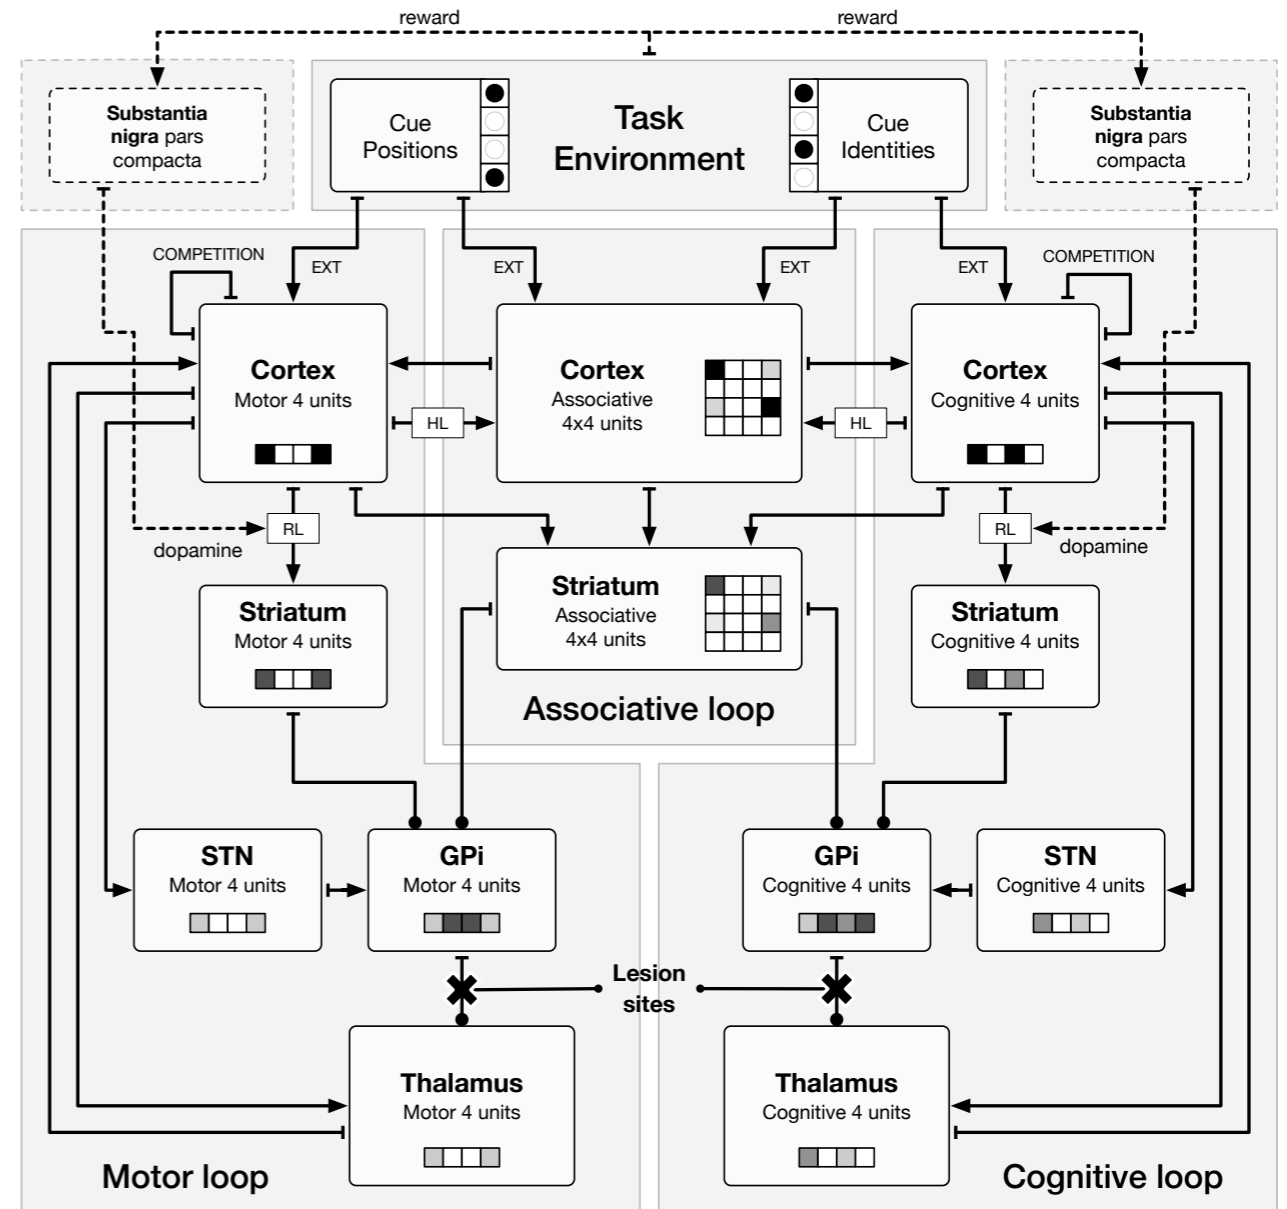 reward
reward
Substantia
nigra pars
compacta
Cue
Positions
Task
Environment
Cue
Identities
Substantia
nigra pars
compacta
COMPETITION
EXT
EXT
EXT
EXT
COMPETITION
Cortex
Motor 4 units
HL
Cortex
Associative
4x4 units
HL
Cortex
Cognitive 4 units
RL
dopamine
RL
dopamine
Striatum
Motor 4 units
Striatum
Associative
4x4 units
Striatum
Cognitive 4 units
Associative loop
STN
Motor 4 units
GPi
Motor 4 units
GPi
Cognitive 4 units
STN
Cognitive 4 units
Lesion
sites
Thalamus
Motor 4 units
Thalamus
Cognitive 4 units
Motor loop
Cognitive loop